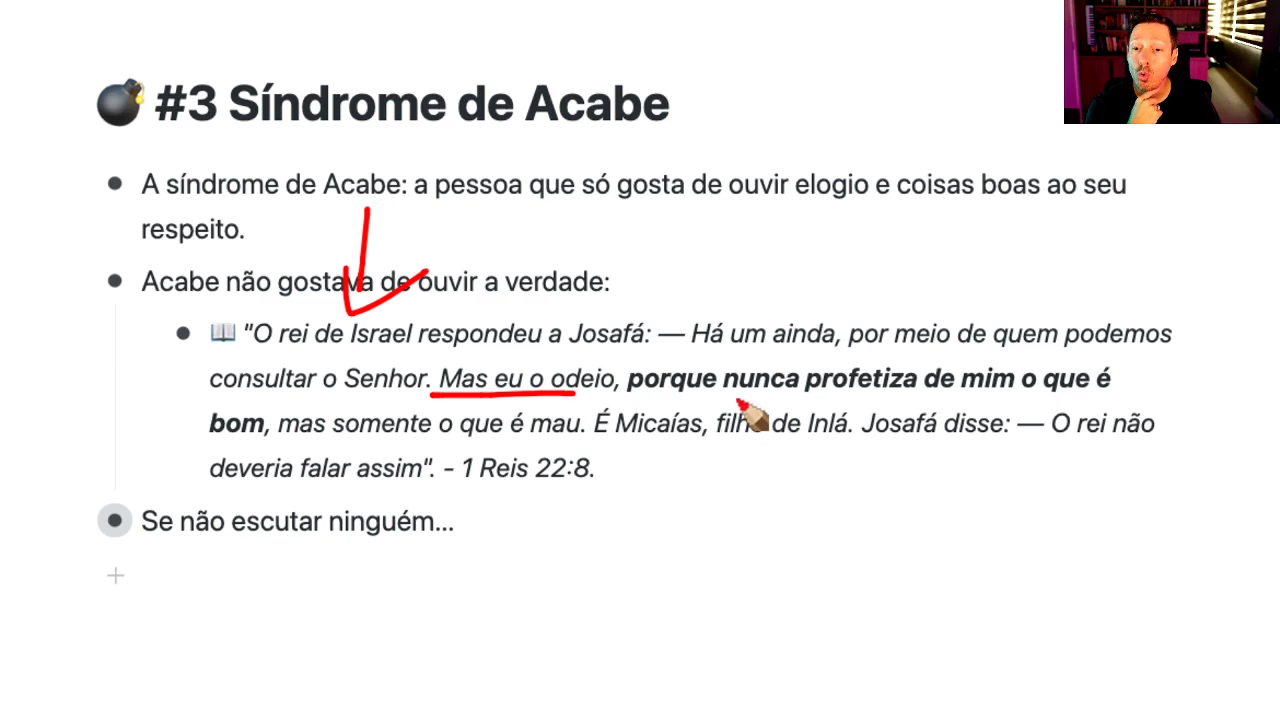 #3 Síndrome de Acabe
A síndrome de Acabe: a pessoa que só gosta de ouvir elogio e coisas boas ao seu
respeito.
Acabe não gostava de ouvir a verdade:
"O rei de Israel respondeu a Josafá: — Há um ainda, por meio de quem podemos
consultar o Senhor. Mas eu o odeio, porque nunca profetiza de mim o que é
bom, mas somente o que é mau. É Micaías, filho de Inlá. Josafá disse: — O rei não
deveria falar assim". - 1 Reis 22:8.
Se não escutar ninguém...